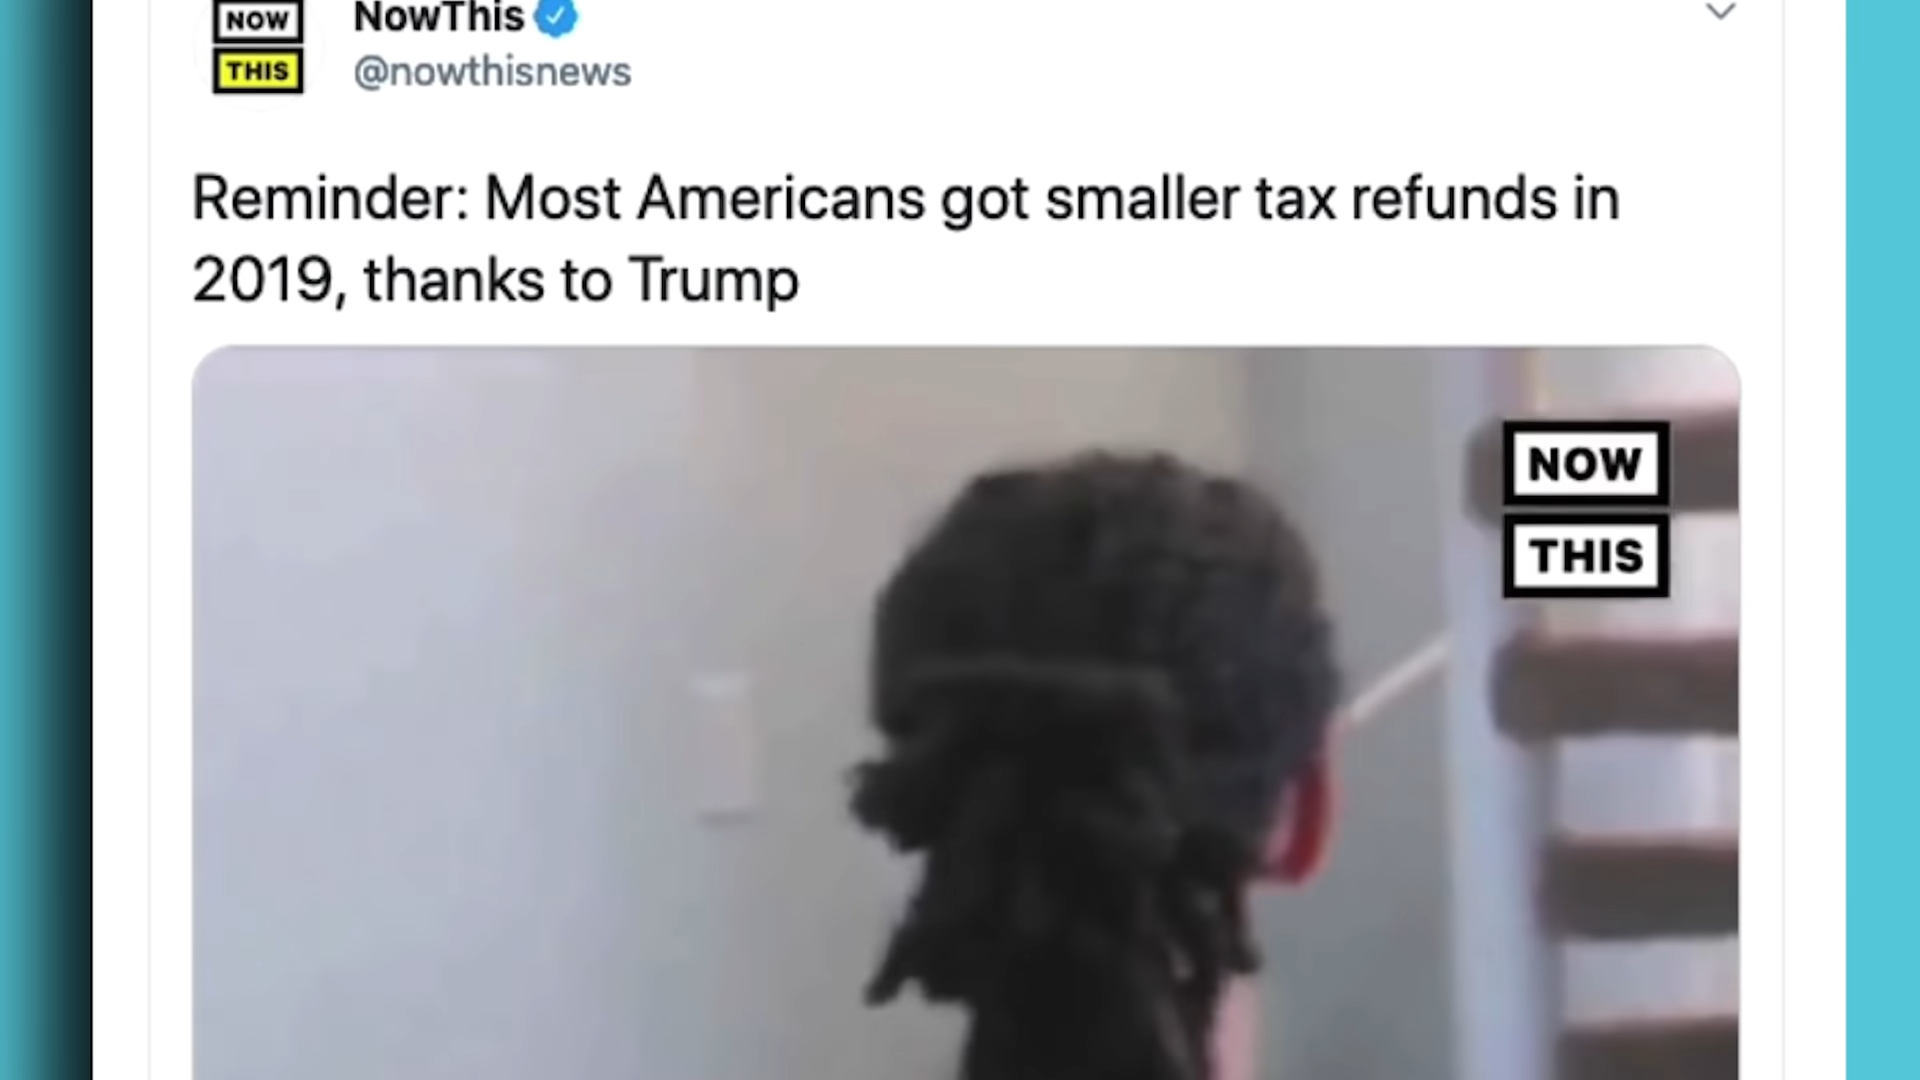 NOW
THIS
NowThis
@nowthisnews
Reminder: Most Americans got smaller tax refunds in
2019, thanks to Trump
NOW
THIS